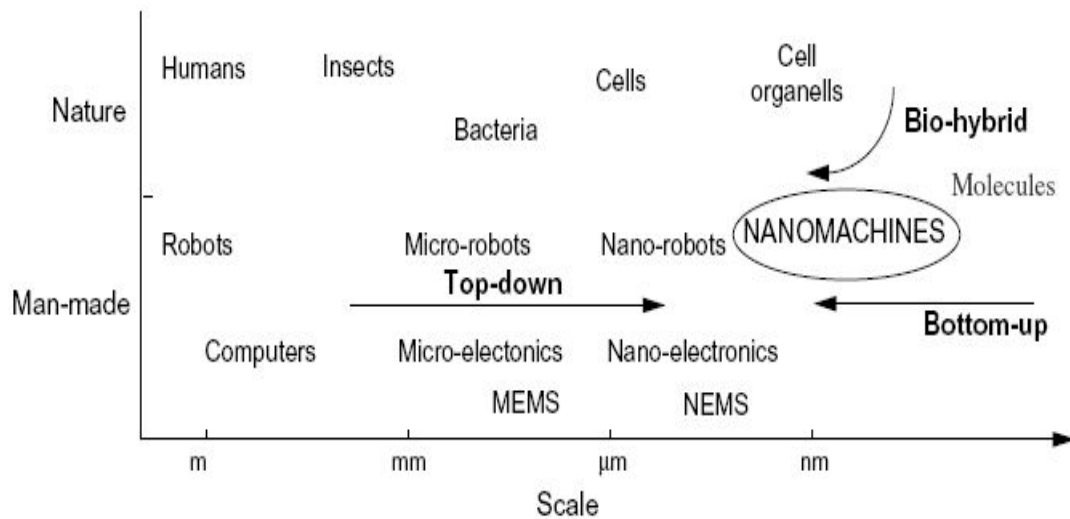 Humans
Insects
Cells
Cell
organells
Nature
Bacteria
Bio-hybrid
Molecules
Robots
Micro-robots
Nano-robots
NANOMACHINES
Top-down
Man-made
Bottom-up
Computers
Micro-electonics
Nano-electronics
MEMS
NEMS
m
mm
μm
nm
Scale